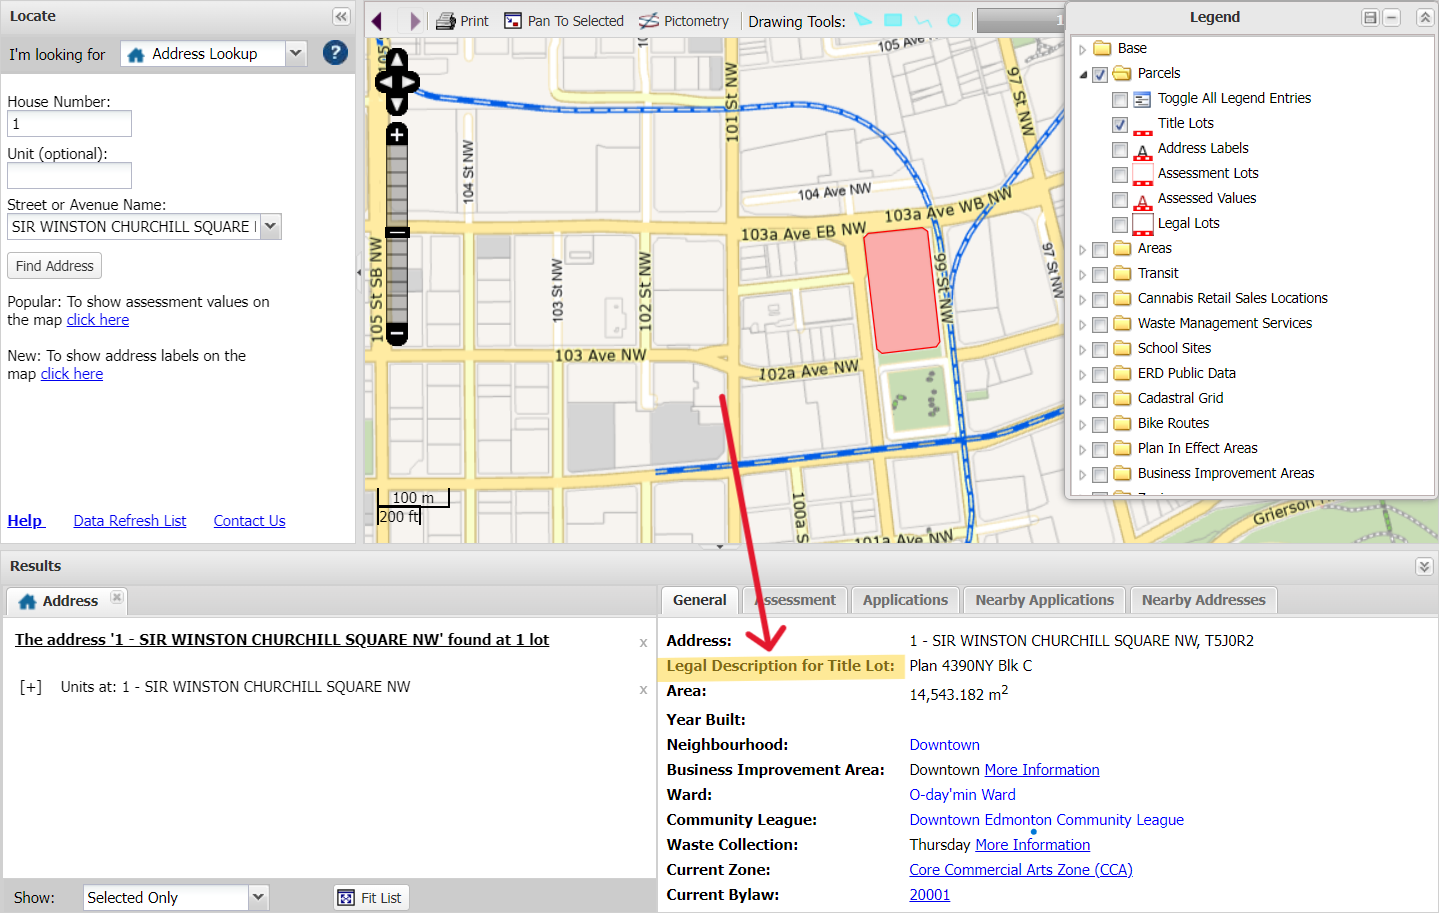 Locate
I'm looking for
Address Lookup
?
House Number:
1
Unit (optional):
Street or Avenue Name:
SIR WINSTON CHURCHILL SQUARE
Find Address
Popular: To show assessment values on
the map click here
New: To show address labels on the
map click here
Help
Data Refresh List
Contact Us
Print
Pan To Selected
Pictometry
Drawing Tools:
1
105 Ave NW
97 St NW
101 St NW
104 St NW
104 Ave NW
103a Ave WB NW
103a Ave EB NW
105 St SB NW
103 St NW
102 St NW
99 St NW
97 St NW
103 Ave NW
102a Ave NW
100a S
101a Ave NW
Grierson
100 m
200 ft
Legend
Base
Parcels
Toggle All Legend Entries
Title Lots
Address Labels
Assessment Lots
Assessed Values
Legal Lots
Areas
Transit
Cannabis Retail Sales Locations
Waste Management Services
School Sites
ERD Public Data
Cadastral Grid
Bike Routes
Plan In Effect Areas
Business Improvement Areas
Results
Address
The address '1 - SIR WINSTON CHURCHILL SQUARE NW' found at 1 lot
x
[+] Units at: 1 - SIR WINSTON CHURCHILL SQUARE NW
x
Show:
Selected Only
Fit List
General
Assessment
Applications
Nearby Applications
Nearby Addresses
Address: 1 - SIR WINSTON CHURCHILL SQUARE NW, T5J0R2
Legal Description for Title Lot: Plan 4390NY Blk C
Area: 14,543.182 m2
Year Built:
Neighbourhood: Downtown
Business Improvement Area: Downtown More Information
Ward: O-day'min Ward
Community League: Downtown Edmonton Community League
Waste Collection: Thursday More Information
Current Zone: Core Commercial Arts Zone (CCA)
Current Bylaw: 20001